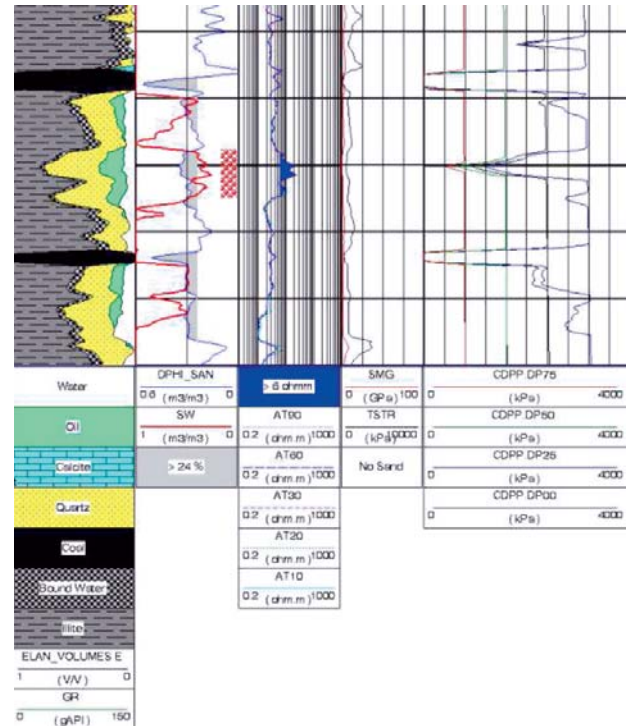 Water
Oil
Calcite
Quartz
Coal
Bound Water
Illite
ELAN_VOLUMES E
1 (V/V) 0
GR
0 (gAPI) 150
DPHI_SAN
0.6 (m3/m3) 0
SW
1 (m3/m3) 0
> 24 %
> 6 ohmm
AT90
0.2 (ohm.m) 1000
AT60
0.2 (ohm.m) 1000
AT30
0.2 (ohm.m) 1000
AT20
0.2 (ohm.m) 1000
AT10
0.2 (ohm.m) 1000
SMG
0 (GPa) 100
TSTR
0 (kPa) 10000
No Sand
CDPP.DP75
0 (kPa) 4000
CDPP.DP50
0 (kPa) 4000
CDPP.DP25
0 (kPa) 4000
CDPP.DP00
0 (kPa) 4000